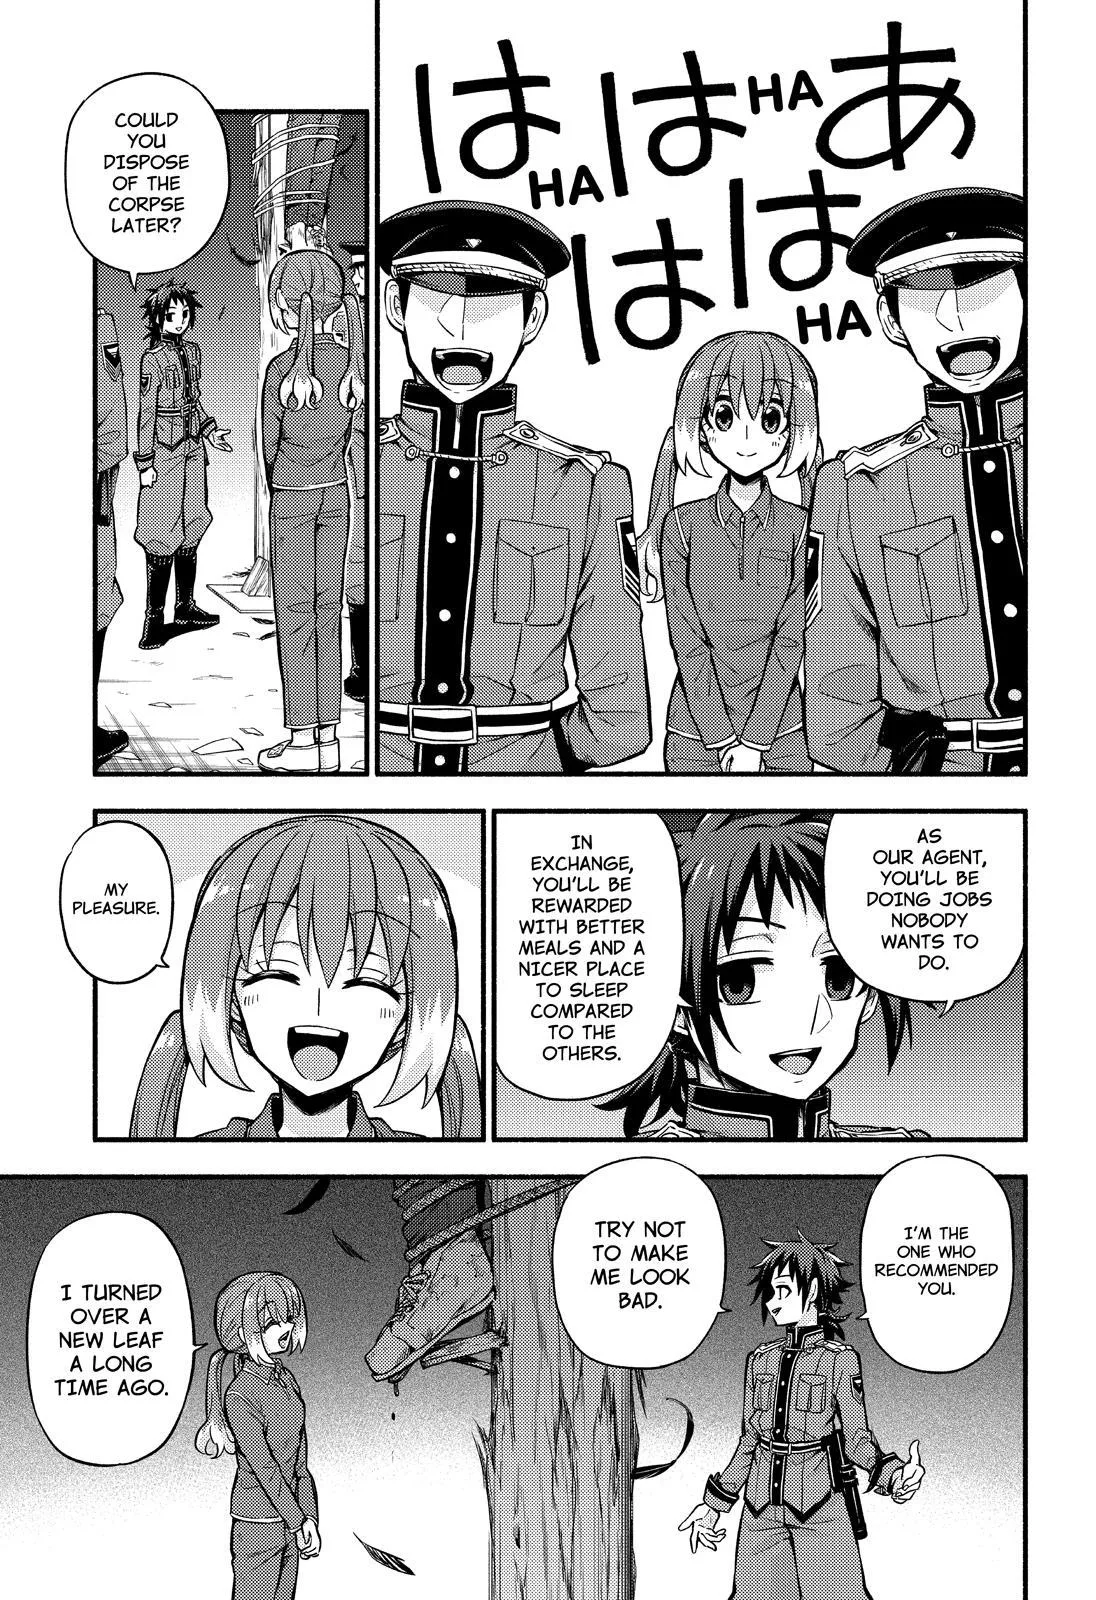 あ
はは
はは
HA
HA
HA
COULD
YOU
DISPOSE
OF THE
CORPSE
LATER?
AS
OUR AGENT,
YOU'LL BE
DOING JOBS
NOBODY
WANTS TO
DO.
IN
EXCHANGE,
YOU'LL BE
REWARDED
WITH BETTER
MEALS AND A
NICER PLACE
TO SLEEP
COMPARED
TO THE
OTHERS.
MY
PLEASURE.
I'M THE
ONE WHO
RECOMMENDED
YOU.
TRY NOT
TO MAKE
ME LOOK
BAD.
I TURNED
OVER A
NEW LEAF
A LONG
TIME AGO.